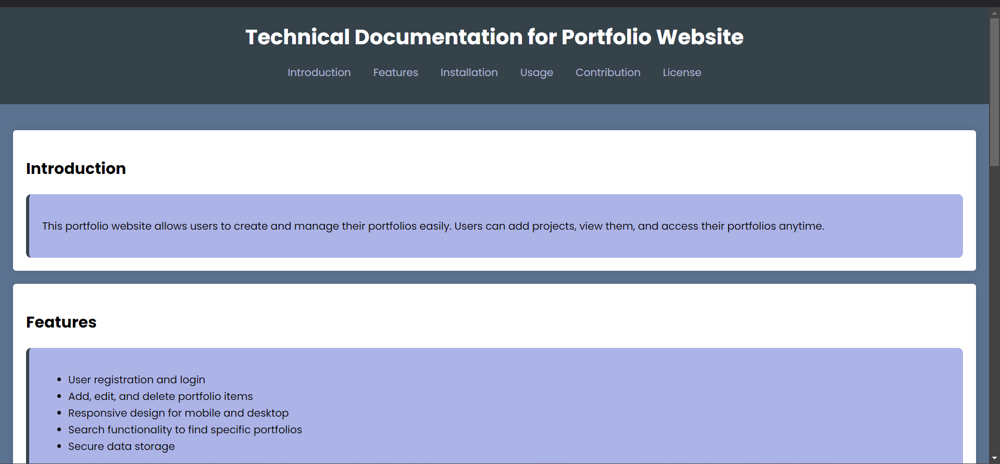 Technical Documentation for Portfolio Website
Introduction Features Installation Usage Contribution License
Introduction
This portfolio website allows users to create and manage their portfolios easily. Users can add projects, view them, and access their portfolios anytime.
Features
User registration and login
Add, edit, and delete portfolio items
Responsive design for mobile and desktop
Search functionality to find specific portfolios
Secure data storage